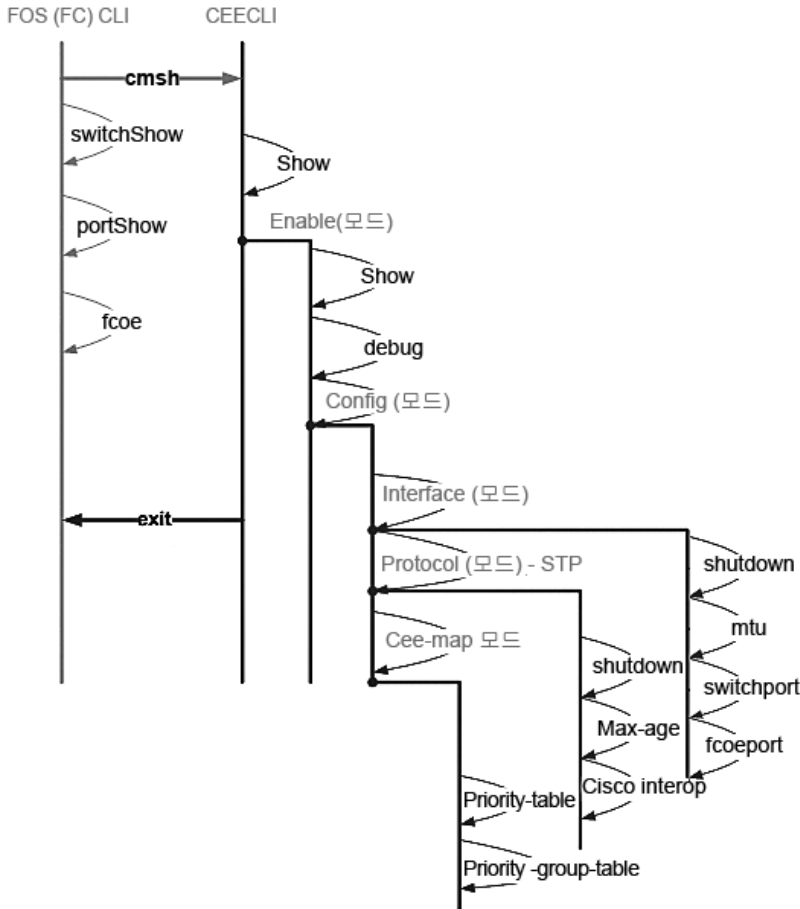 FOS (FC) CLI
CEECLI
cmsh
switchShow
Show
portShow
Enable(모드)
Show
fcoe
debug
Config (모드)
Interface (모드)
exit
Protocol (모드) - STP
shutdown
mtu
Cee-map 모드
shutdown
switchport
Max-age
fcoeport
Cisco interop
Priority-table
Priority -group-table